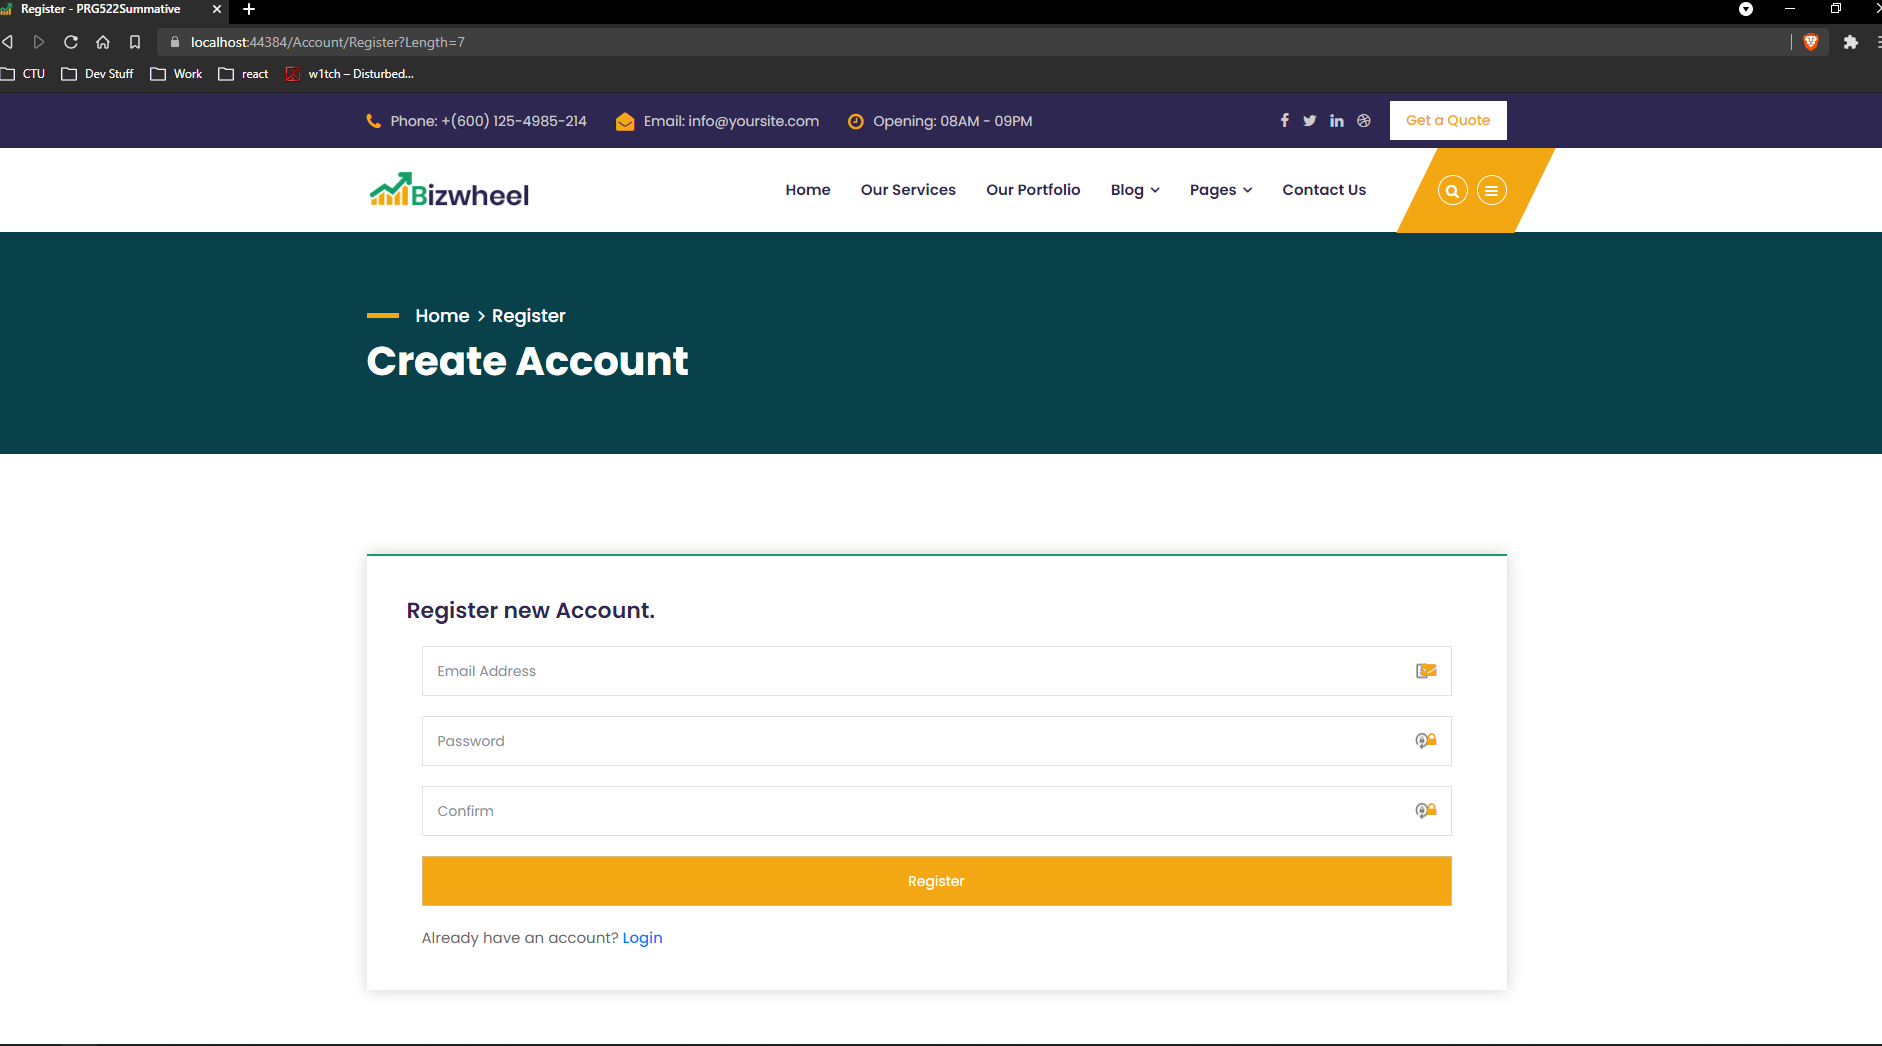 Register - PRG522Summative
localhost:44384/Account/Register?Length=7
CTU Dev Stuff Work react w1tch – Disturbed...
Phone: +(600) 125-4985-214 Email: info@yoursite.com Opening: 08AM - 09PM Get a Quote
Bizwheel Home Our Services Our Portfolio Blog Pages Contact Us
Home > Register
Create Account
Register new Account.
Email Address
Password
Confirm
Register
Already have an account? Login